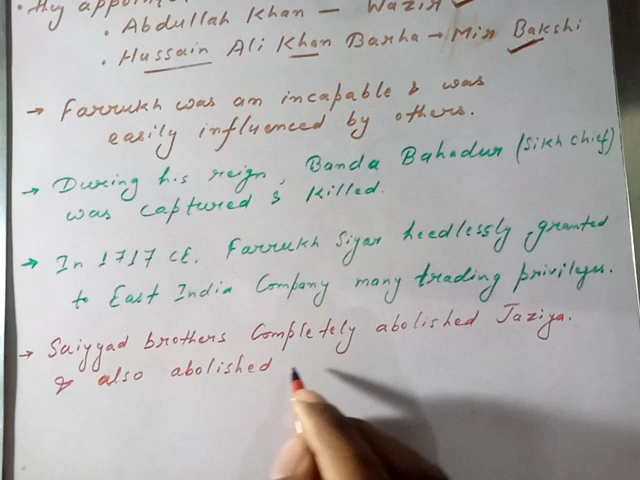 • They appoint
• Abdullah Khan — Wazir
• Hussain Ali Khan Barha → Mir Bakshi
→ Farrukh was an incapable & was
easily influenced by others.
→ During his reign, Banda Bahadur (Sikh chief)
was captured & killed.
→ In 1717 CE, Farrukh Siyar heedlessly granted
to East India Company many trading privileges.
→ Saiyyad brothers Completely abolished Jaziya.
& also abolished